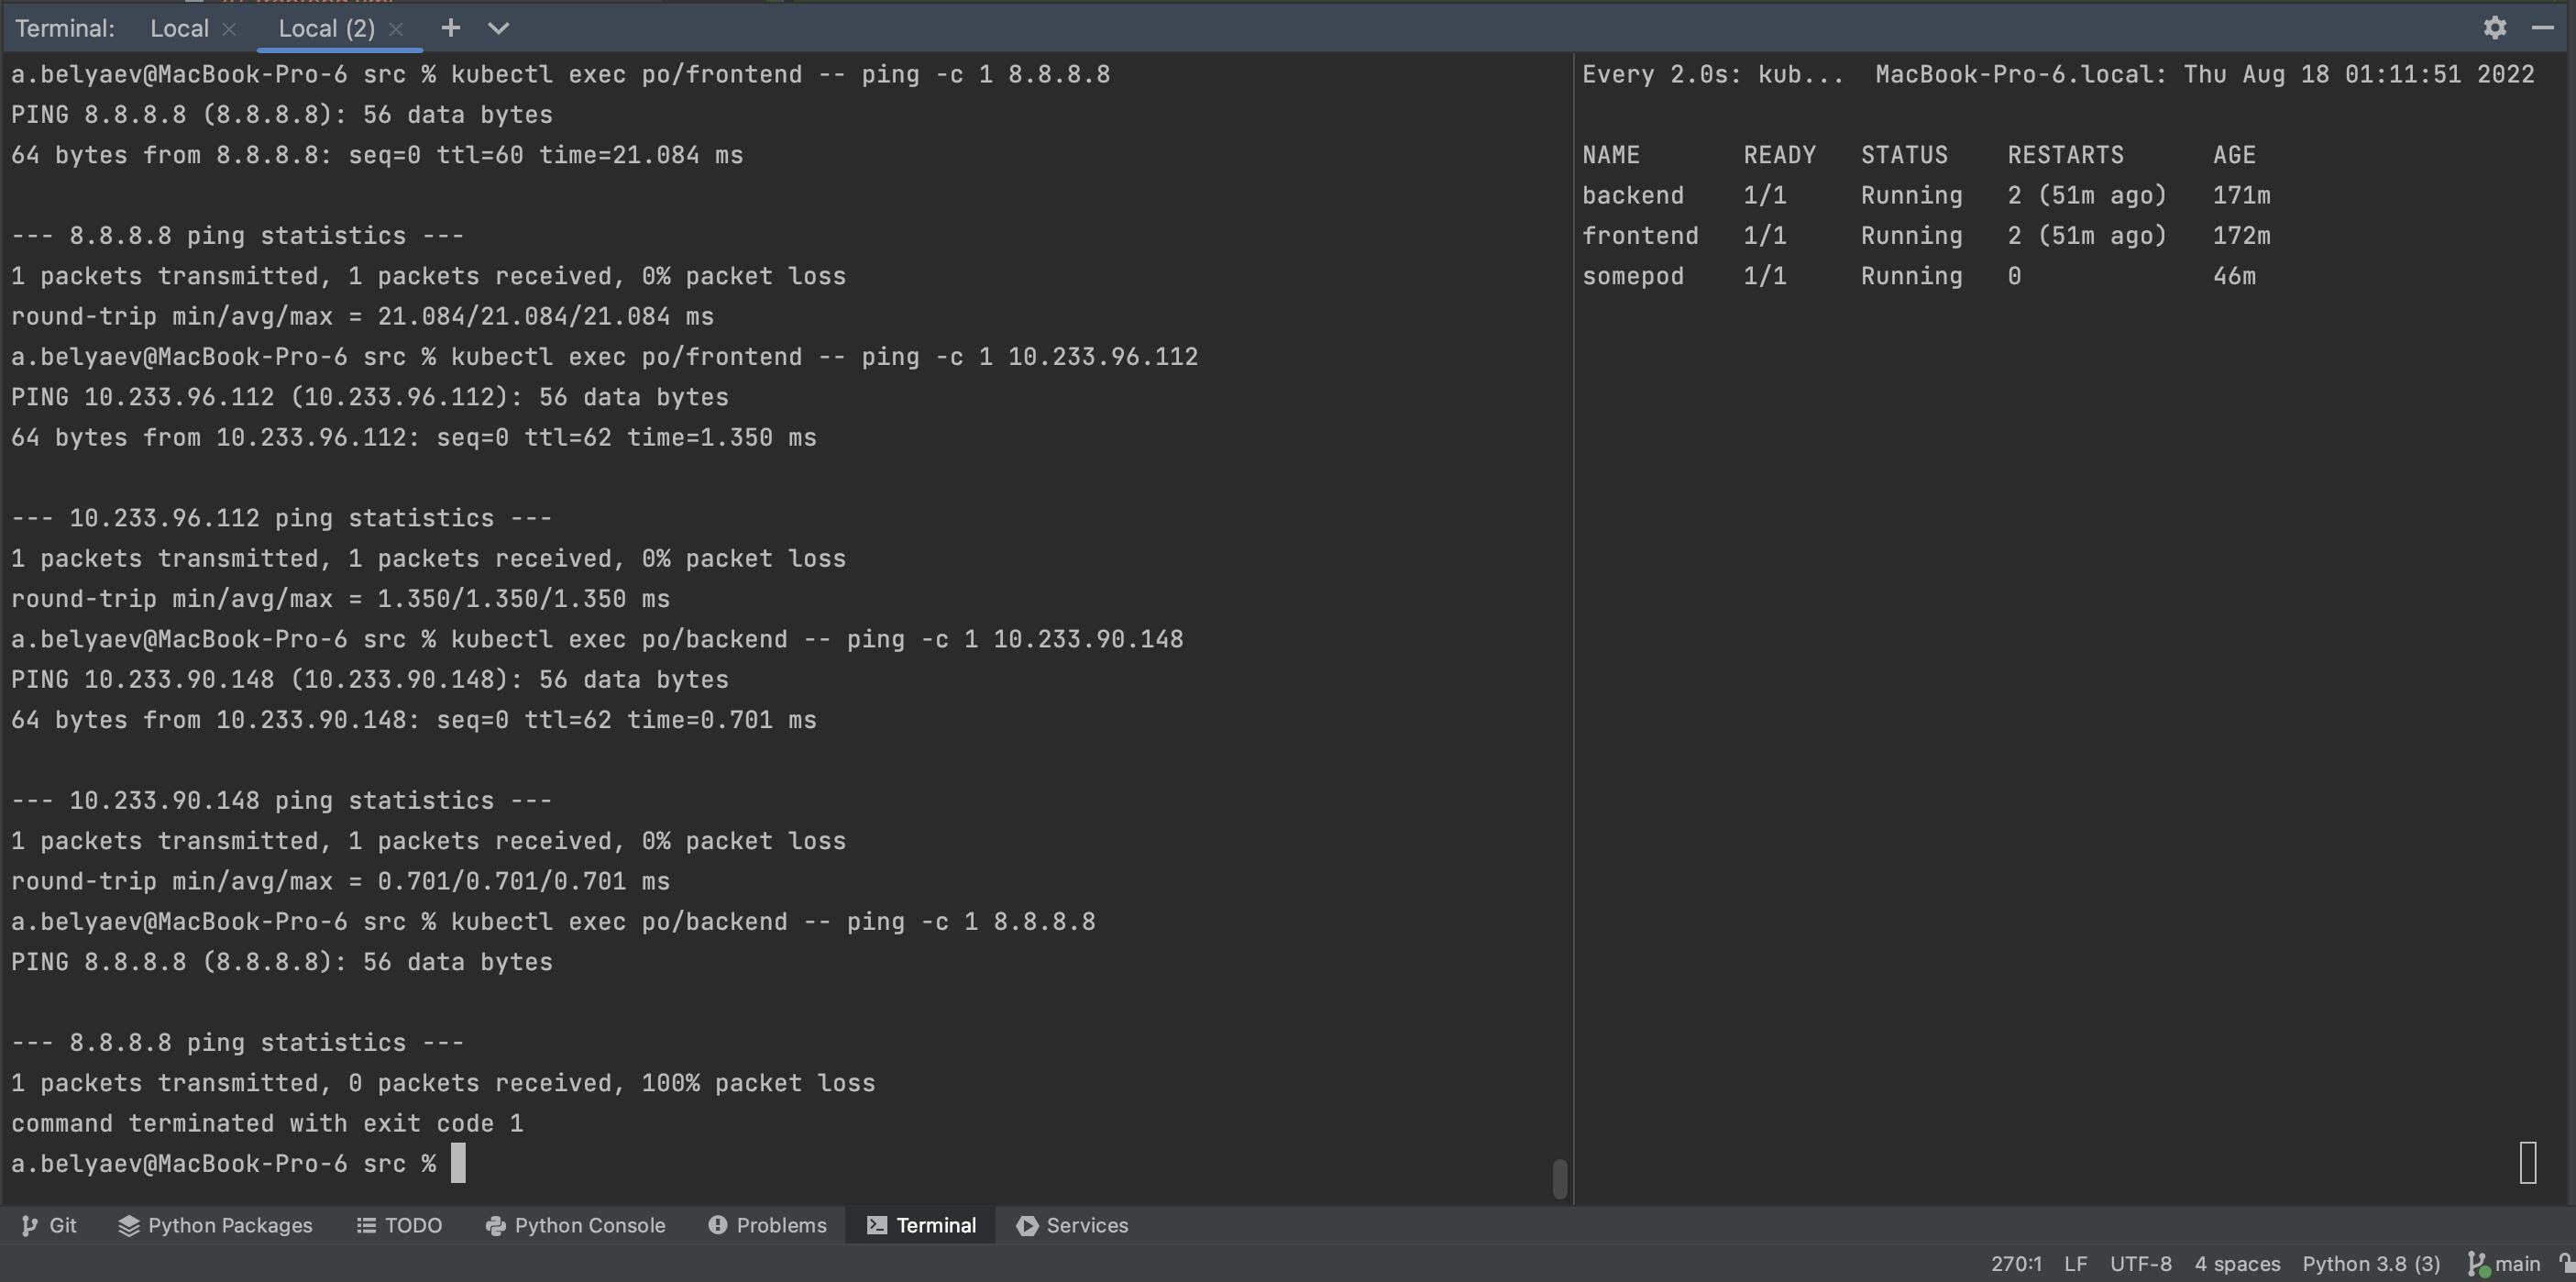 Terminal: Local Local (2)
a.belyaev@MacBook-Pro-6 src % kubectl exec po/frontend -- ping -c 1 8.8.8.8
PING 8.8.8.8 (8.8.8.8): 56 data bytes
64 bytes from 8.8.8.8: seq=0 ttl=60 time=21.084 ms
--- 8.8.8.8 ping statistics ---
1 packets transmitted, 1 packets received, 0% packet loss
round-trip min/avg/max = 21.084/21.084/21.084 ms
a.belyaev@MacBook-Pro-6 src % kubectl exec po/frontend -- ping -c 1 10.233.96.112
PING 10.233.96.112 (10.233.96.112): 56 data bytes
64 bytes from 10.233.96.112: seq=0 ttl=62 time=1.350 ms
--- 10.233.96.112 ping statistics ---
1 packets transmitted, 1 packets received, 0% packet loss
round-trip min/avg/max = 1.350/1.350/1.350 ms
a.belyaev@MacBook-Pro-6 src % kubectl exec po/backend -- ping -c 1 10.233.90.148
PING 10.233.90.148 (10.233.90.148): 56 data bytes
64 bytes from 10.233.90.148: seq=0 ttl=62 time=0.701 ms
--- 10.233.90.148 ping statistics ---
1 packets transmitted, 1 packets received, 0% packet loss
round-trip min/avg/max = 0.701/0.701/0.701 ms
a.belyaev@MacBook-Pro-6 src % kubectl exec po/backend -- ping -c 1 8.8.8.8
PING 8.8.8.8 (8.8.8.8): 56 data bytes
--- 8.8.8.8 ping statistics ---
1 packets transmitted, 0 packets received, 100% packet loss
command terminated with exit code 1
a.belyaev@MacBook-Pro-6 src %
Every 2.0s: kub... MacBook-Pro-6.local: Thu Aug 18 01:11:51 2022
NAME READY STATUS RESTARTS AGE
backend 1/1 Running 2 (51m ago) 171m
frontend 1/1 Running 2 (51m ago) 172m
somepod 1/1 Running 0 46m
Git Python Packages TODO Python Console Problems Terminal Services
270:1 LF UTF-8 4 spaces Python 3.8 (3) main